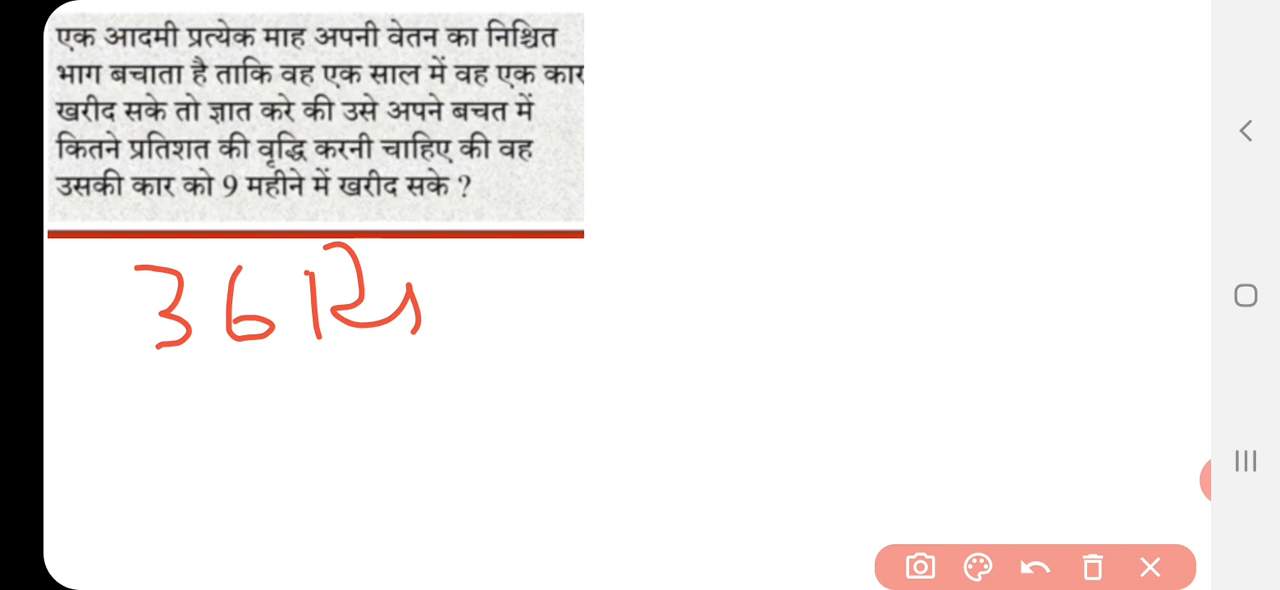 एक आदमी प्रत्येक माह अपनी वेतन का निश्चित
भाग बचाता है ताकि वह एक साल में वह एक कार
खरीद सके तो ज्ञात करे की उसे अपने बचत में
कितने प्रतिशत की वृद्धि करनी चाहिए की वह
उसकी कार को 9 महीने में खरीद सके ?
36